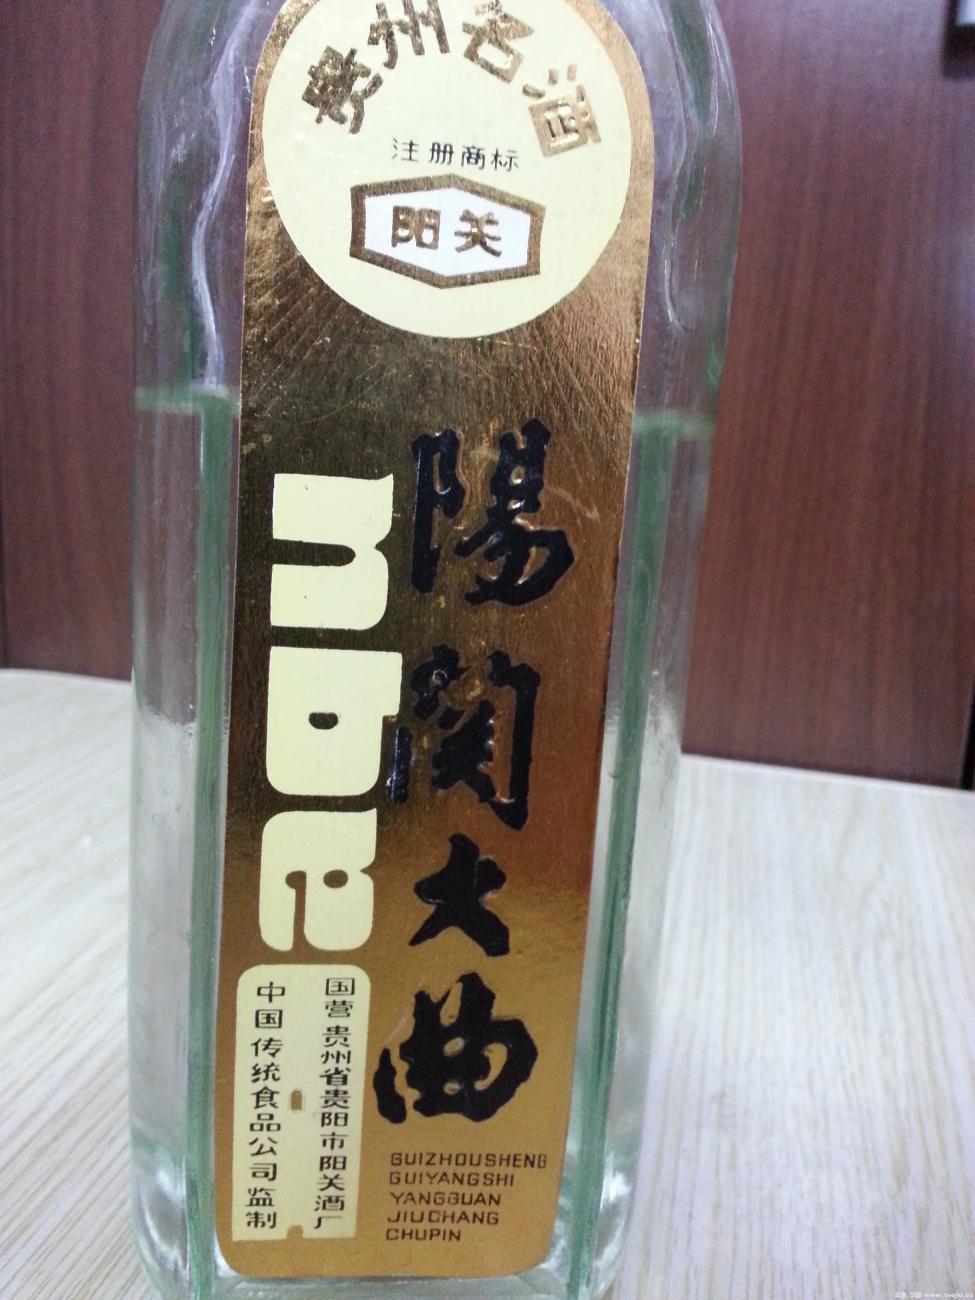 贵州名酒
注册商标
阳关
陽関大曲
国营贵州省贵阳市阳关酒厂
中国传统食品公司监制
GUIZHOUSHENG
GUIYANGSHI
YANGGUAN
JIUCHANG
CHUPIN